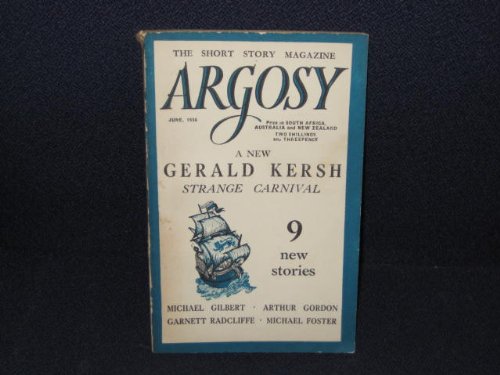 THE SHORT STORY MAGAZINE
ARGOSY
JUNE, 1956
Price in SOUTH AFRICA,
AUSTRALIA and NEW ZEALAND
TWO SHILLINGS
and THREEPENCE
A NEW
GERALD KERSH
STRANGE CARNIVAL
9
new
stories
MICHAEL GILBERT · ARTHUR GORDON
GARNETT RADCLIFFE · MICHAEL FOSTER